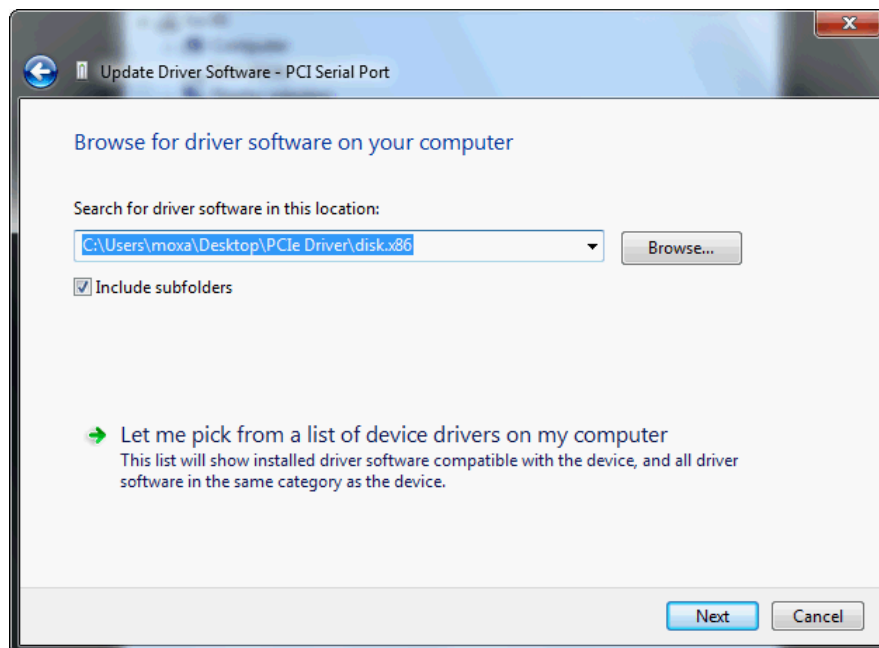 Computer
Update Driver Software - PCI Serial Port
Browse for driver software on your computer
Search for driver software in this location:
C:\Users\moxa\Desktop\PCIe Driver\disk.x86
Browse...
Include subfolders
Let me pick from a list of device drivers on my computer
This list will show installed driver software compatible with the device, and all driver
software in the same category as the device.
Next
Cancel